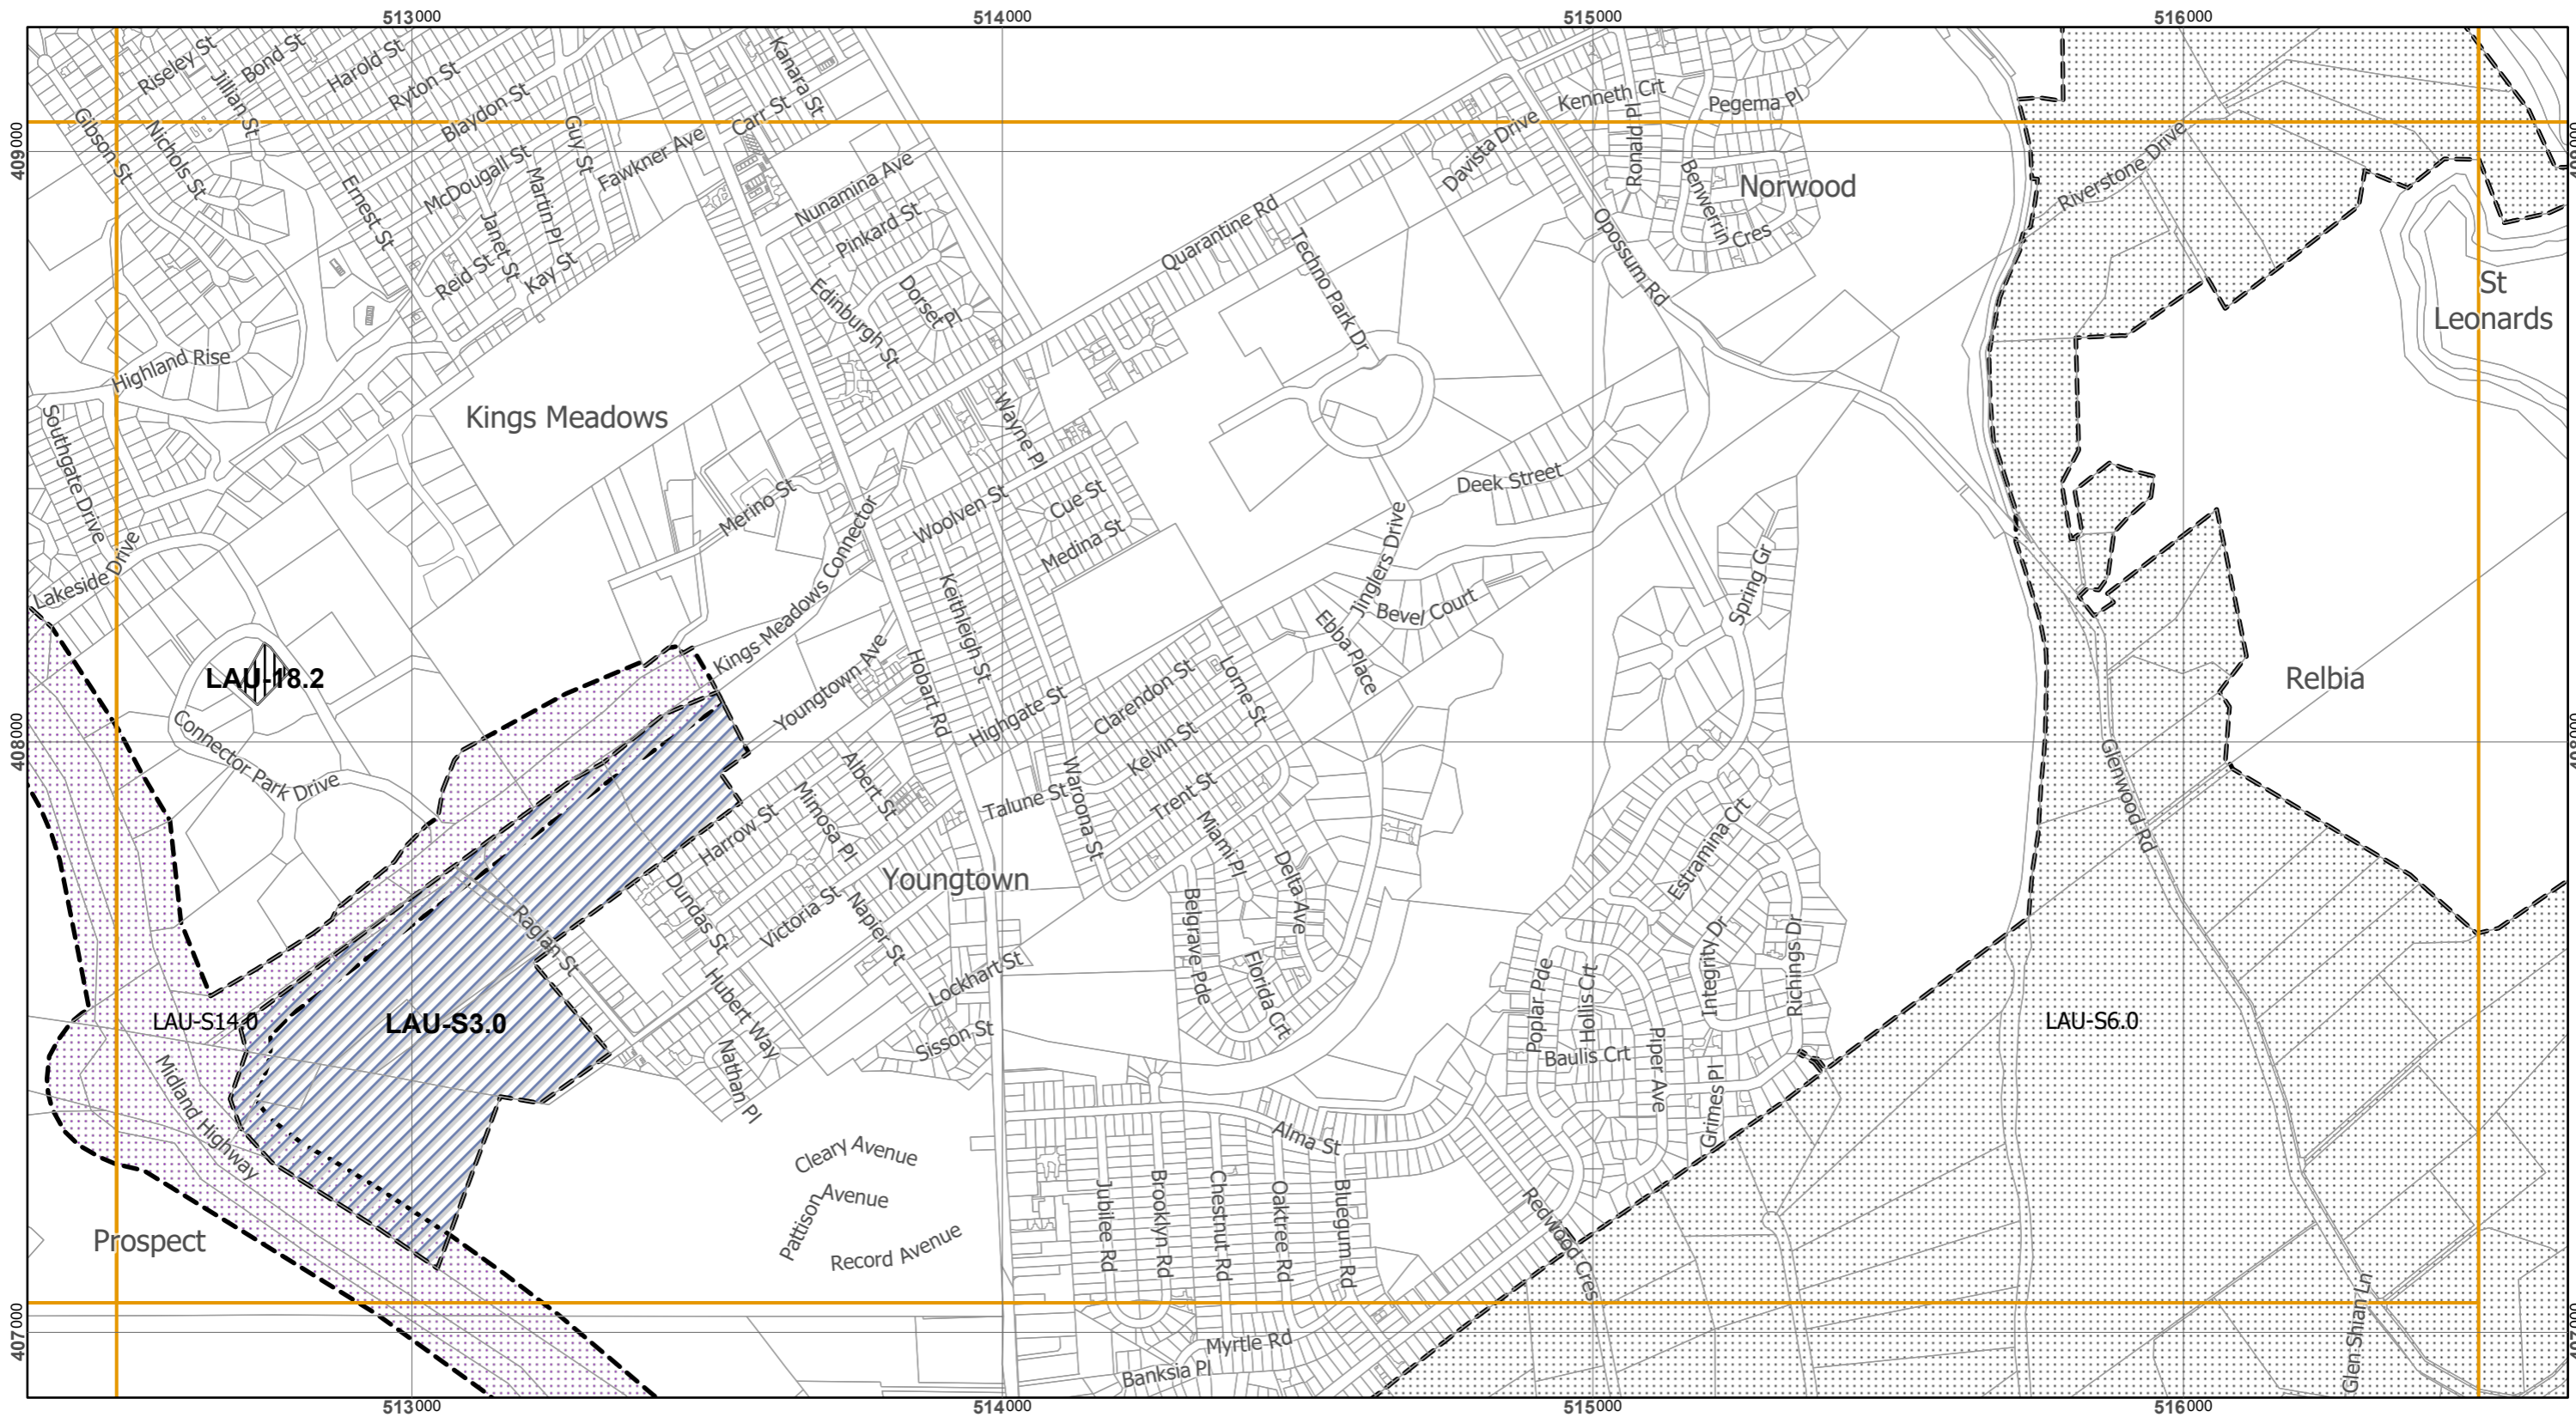 513000
514000
515000
516000
Riseley St
Bond St
Harold St
Jillian St
Ryton St
Blaydon St
Gibson St
Nichols St
Guy St
Kanara St
Carr St
Fawkner Ave
McDougall St
Martin Pl
Ernest St
Janet St
Reid St
Kay St
Nunamina Ave
Pinkard St
Edinburgh St
Dorset Pl
Kenneth Crt
Pegema Pl
Ronald Pl
Davista Drive
Benwerrin Cres
Norwood
Quarantine Rd
Techno Park Dr
Opossum Rd
Riverstone Drive
St
Leonards
409000
409000
Highland Rise
Kings Meadows
Southgate Drive
Lakeside Drive
Wayne Pl
Merino St
Woolven St
Cue St
Medina St
Deek Street
Jinglers Drive
Bevel Court
Ebba Place
Spring Gr
Kings Meadows Connector
Keithleigh St
Youngtown Ave
Hobart Rd
Highgate St
Clarendon St
Lorne St
Kelvin St
Relbia
LAU-18.2
Connector Park Drive
408000
408000
Albert St
Mimosa Pl
Harrow St
Talune St
Waroona St
Trent St
Miami Pl
Delta Ave
Glenwood Rd
Estramina Crt
Youngtown
Dundas St
Victoria St
Napier St
Raglan St
Belgrave Pde
Florida Crt
Lockhart St
Hubert Way
Sisson St
Nathan Pl
Poplar Pde
Hollis Crt
Integrity Dr
Richings Dr
Baulis Crt
Piper Ave
Grimes Pl
LAU-S14.0
LAU-S3.0
LAU-S6.0
Midland Highway
Prospect
Cleary Avenue
Pattison Avenue
Record Avenue
Alma St
Jubilee Rd
Brooklyn Rd
Chestnut Rd
Oaktree Rd
Bluegum Rd
Redwood Cres
Myrtle Rd
Banksia Pl
Glen Shian Ln
407000
407000
513000
514000
515000
516000